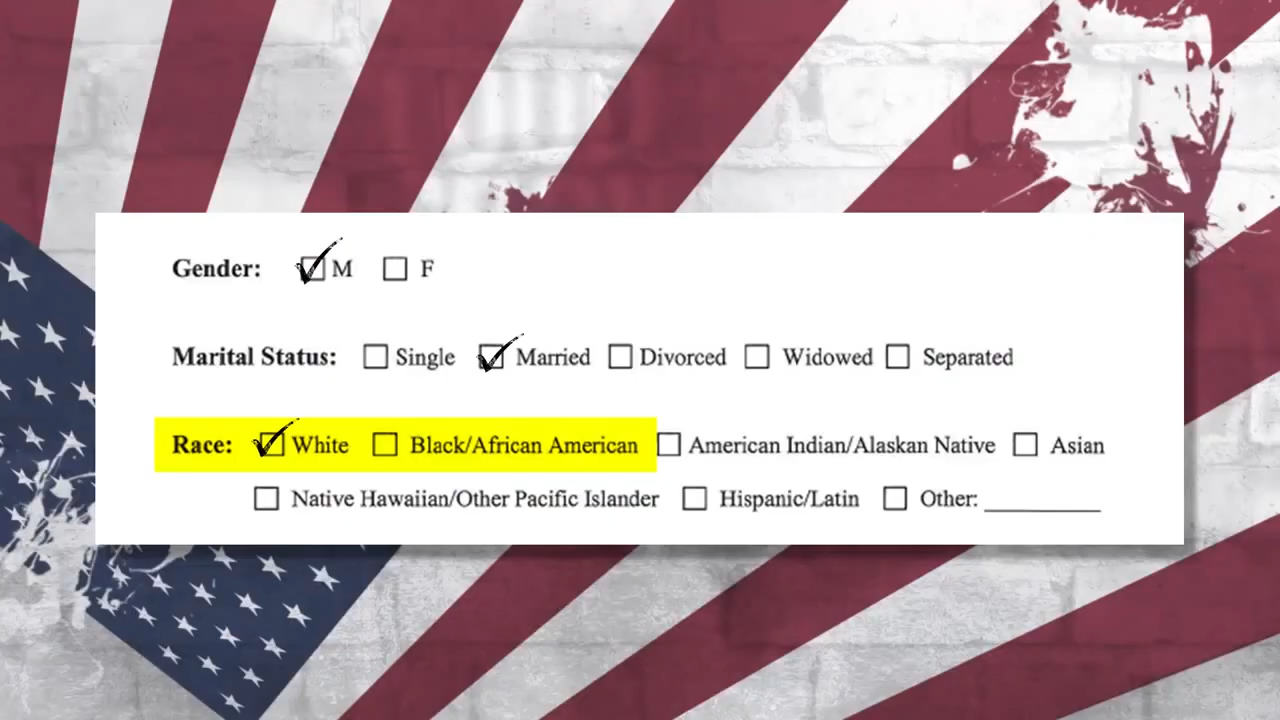 Gender: M F
Marital Status: Single Married Divorced Widowed Separated
Race: White Black/African American American Indian/Alaskan Native Asian
Native Hawaiian/Other Pacific Islander Hispanic/Latin Other: